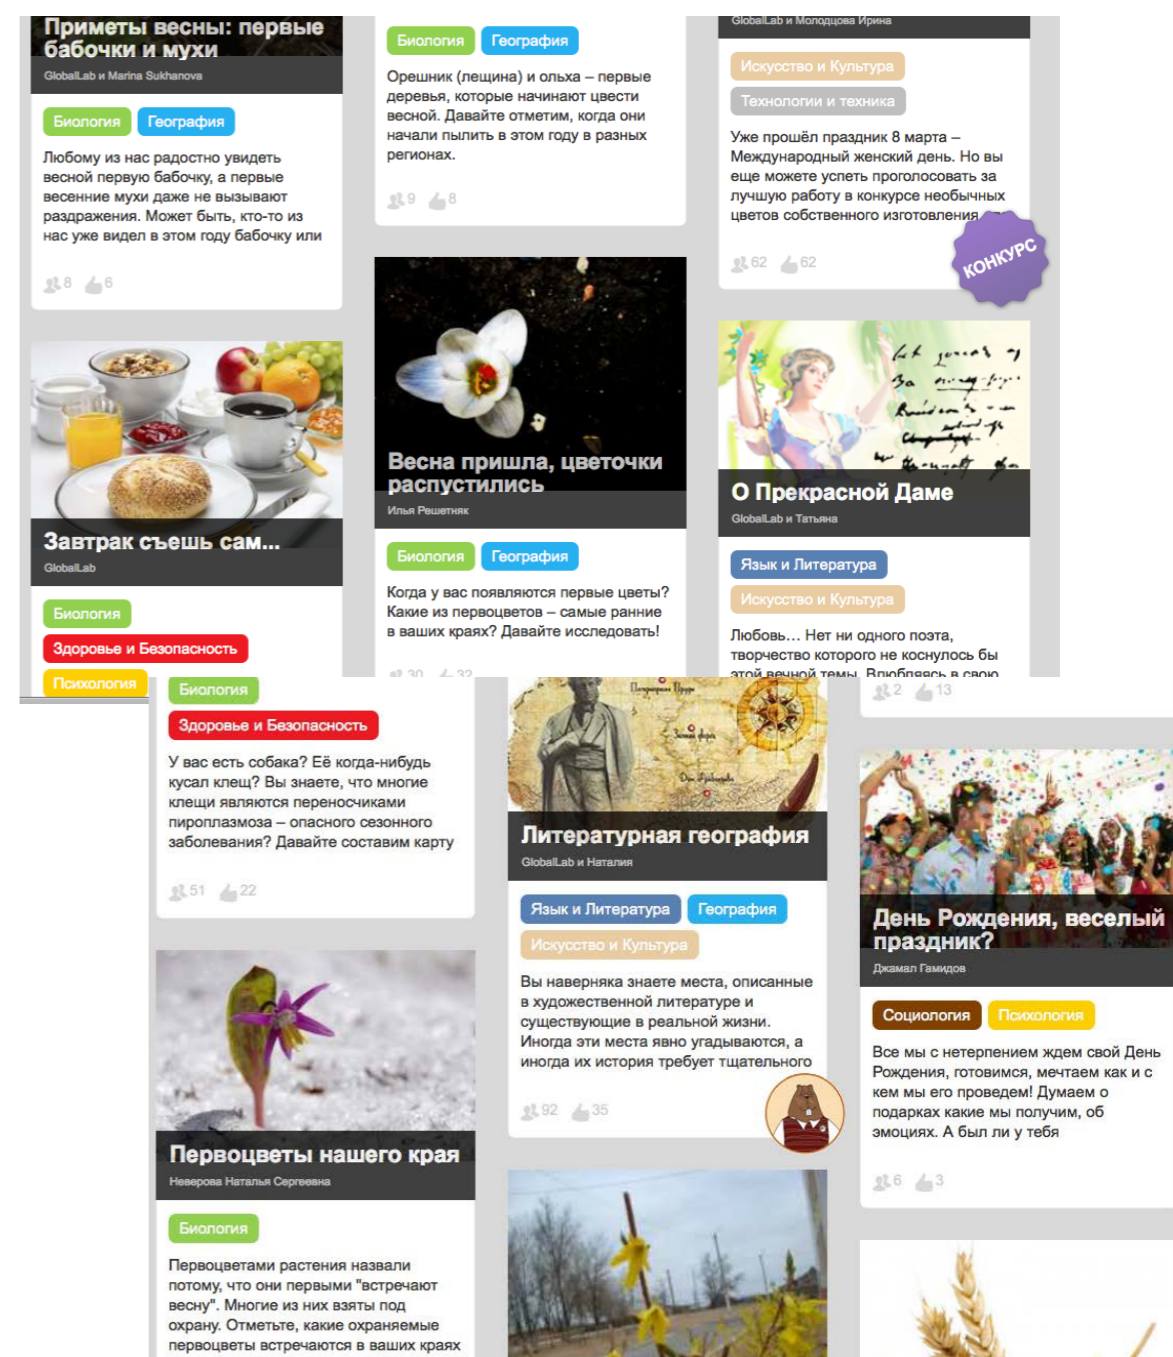 Приметы весны: первые
бабочки и мухи
GlobalLab и Marina Sukhanova
Биология География
Любому из нас радостно увидеть
весной первую бабочку, а первые
весенние мухи даже не вызывают
раздражения. Может быть, кто-то из
нас уже видел в этом году бабочку или
8 6
Завтрак съешь сам...
GlobalLab
Биология
Здоровье и Безопасность
Психология
Биология География
Орешник (лещина) и ольха – первые
деревья, которые начинают цвести
весной. Давайте отметим, когда они
начали пылить в этом году в разных
регионах.
9 8
Весна пришла, цветочки
распустились
Илья Решетняк
Биология География
Когда у вас появляются первые цветы?
Какие из первоцветов – самые ранние
в ваших краях? Давайте исследовать!
30 32
GlobalLab и Молодцова Ирина
Искусство и Культура
Технологии и техника
Уже прошёл праздник 8 марта –
Международный женский день. Но вы
еще можете успеть проголосовать за
лучшую работу в конкурсе необычных
цветов собственного изготовления
62 62
КОНКУРС
О Прекрасной Даме
GlobalLab и Татьяна
Язык и Литература
Искусство и Культура
Любовь… Нет ни одного поэта,
творчество которого не коснулось бы
этой вечной темы. Влюбляясь в свою
Биология
Здоровье и Безопасность
У вас есть собака? Её когда-нибудь
кусал клещ? Вы знаете, что многие
клещи являются переносчиками
пироплазмоза – опасного сезонного
заболевания? Давайте составим карту
51 22
Первоцветы нашего края
Неверова Наталья Сергеевна
Биология
Первоцветами растения назвали
потому, что они первыми "встречают
весну". Многие из них взяты под
охрану. Отметьте, какие охраняемые
первоцветы встречаются в ваших краях
Литературная география
GlobalLab и Наталия
Язык и Литература География
Искусство и Культура
Вы наверняка знаете места, описанные
в художественной литературе и
существующие в реальной жизни.
Иногда эти места явно угадываются, а
иногда их история требует тщательного
92 35
2 13
День Рождения, веселый
праздник?
Джамал Гамидов
Социология Психология
Все мы с нетерпением ждем свой День
Рождения, готовимся, мечтаем как и с
кем мы его проведем! Думаем о
подарках какие мы получим, об
эмоциях. А был ли у тебя
6 3